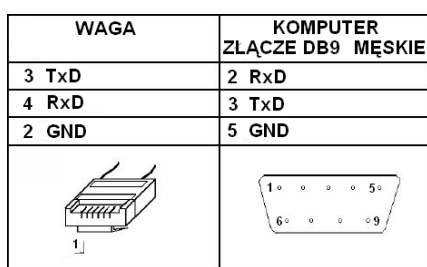 WAGA KOMPUTER
ZŁĄCZE DB9 MĘSKIE
3 TxD 2 RxD
4 RxD 3 TxD
2 GND 5 GND
1 5
6 9
1